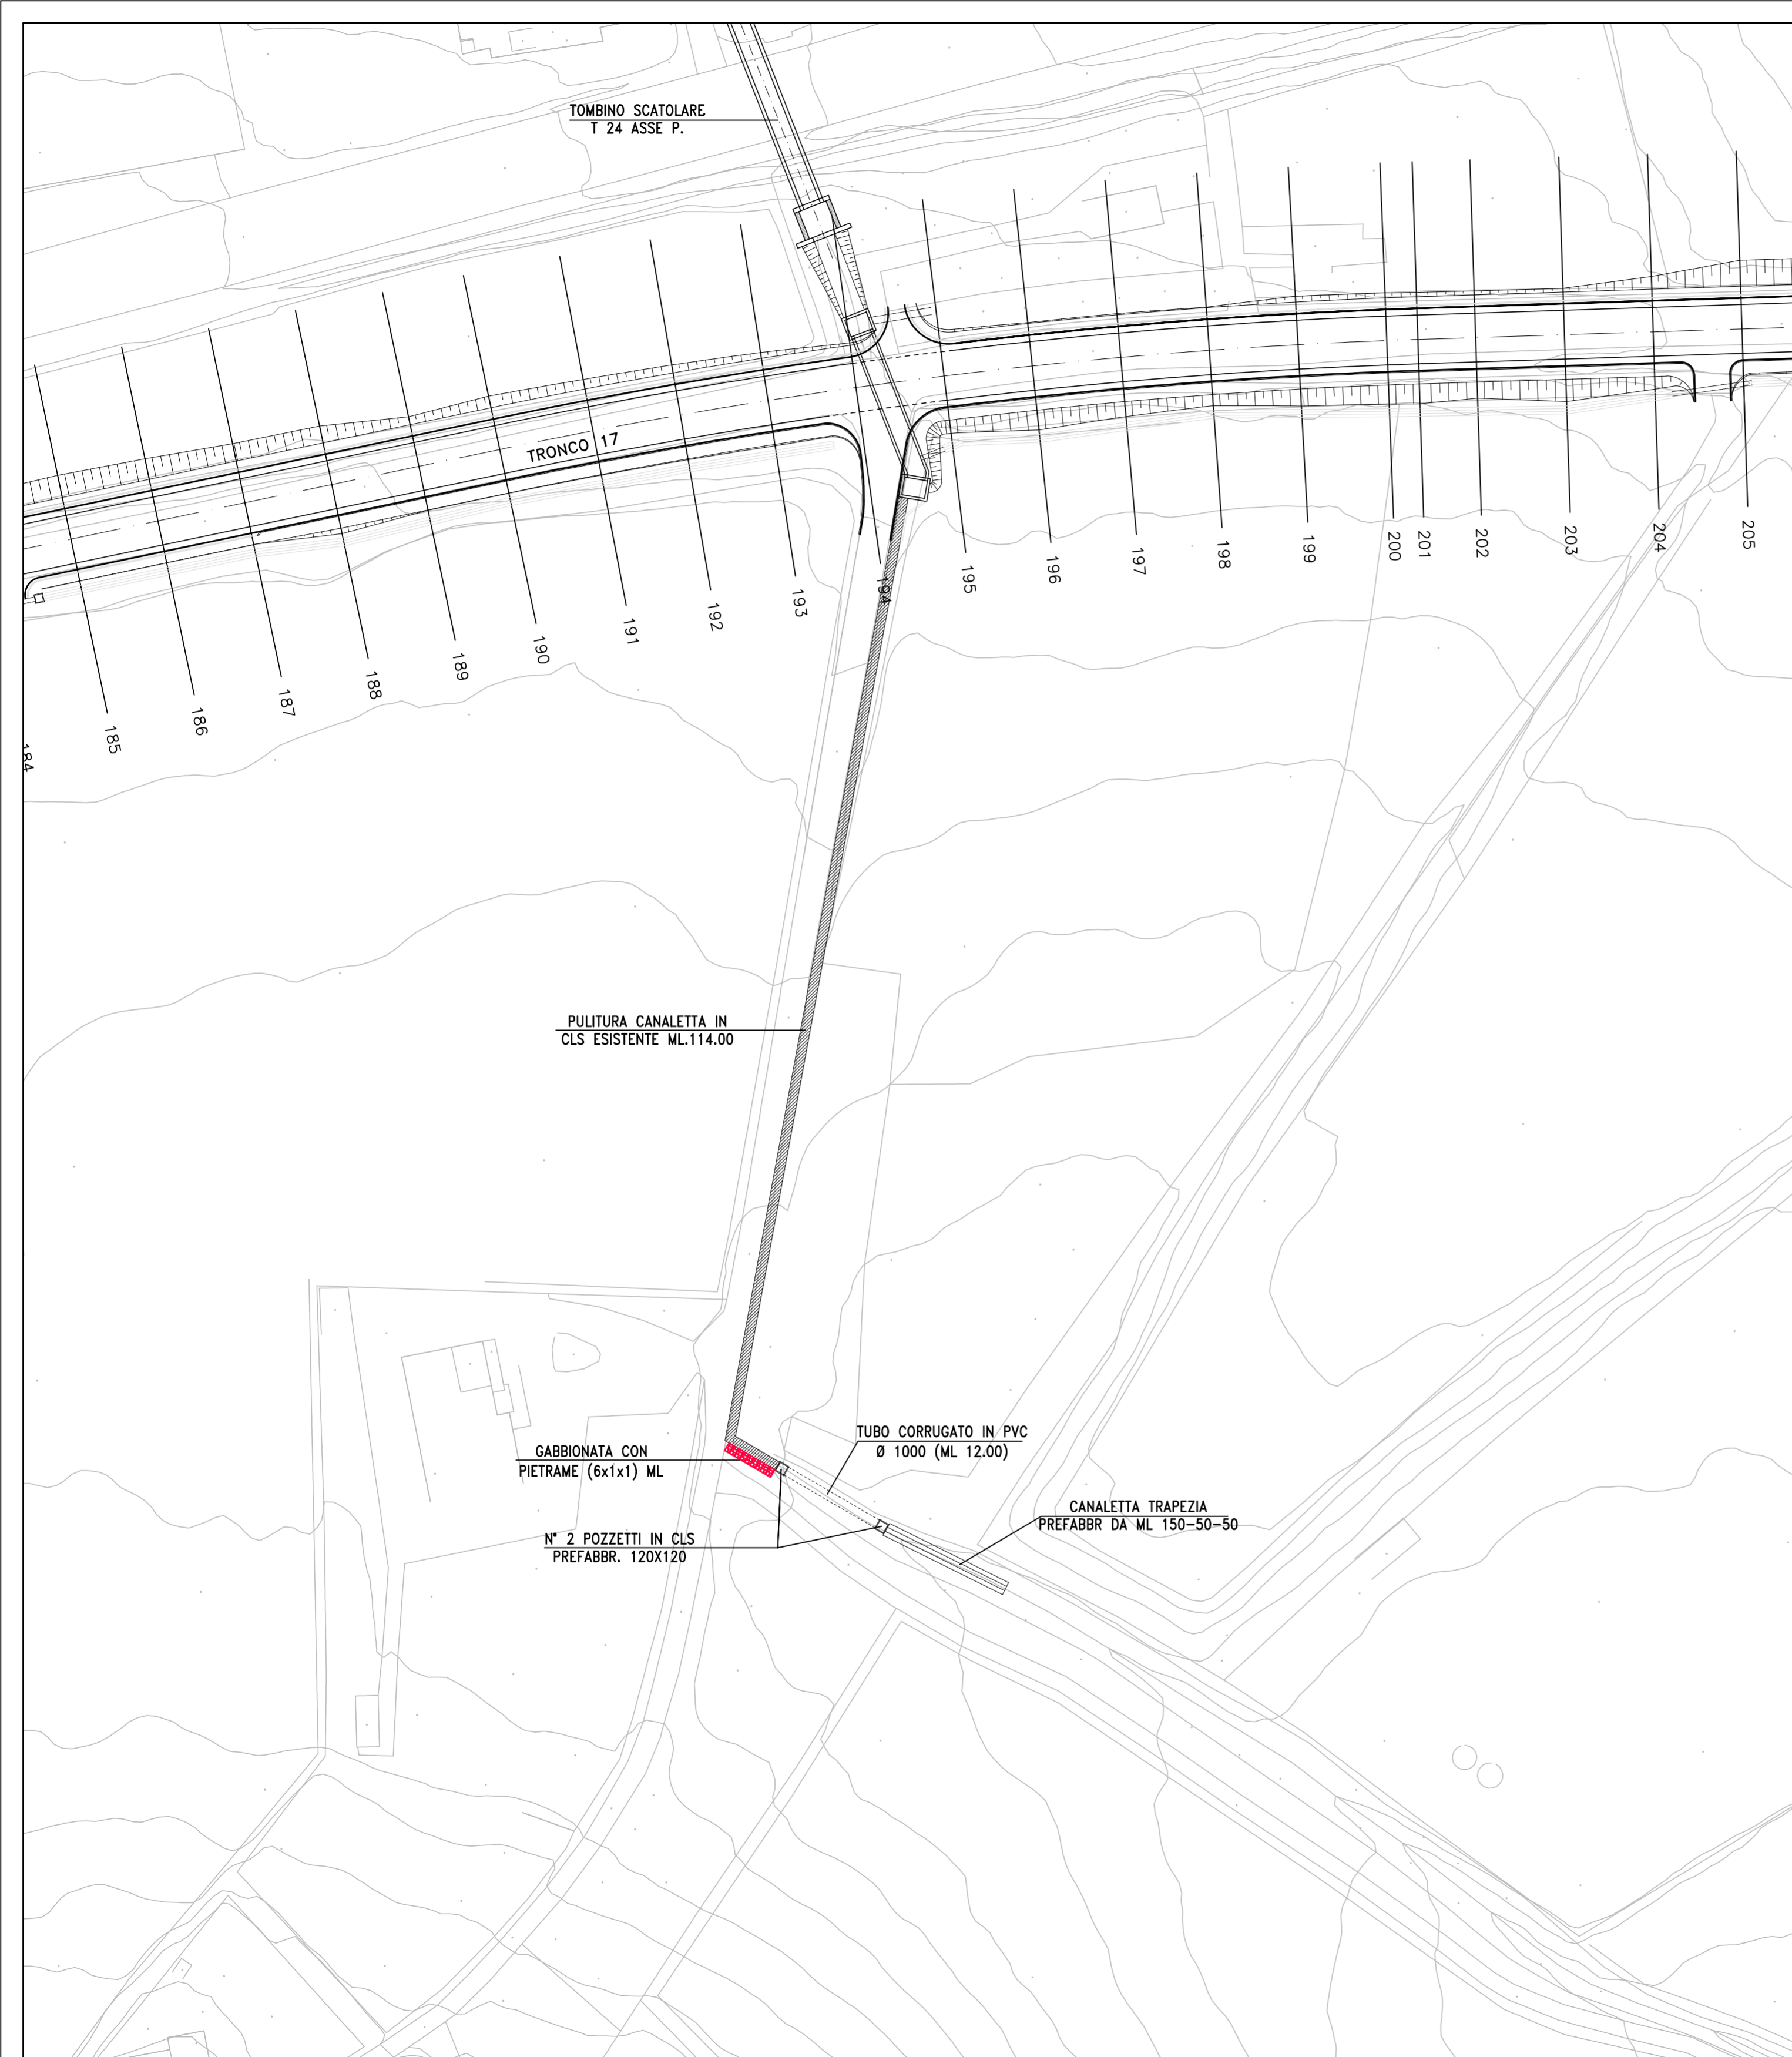 TOMBINO SCATOLARE
T 24 ASSE P.
TRONCO 17
184
185
186
187
188
189
190
191
192
193
194
195
196
197
198
199
200
201
202
203
204
205
PULITURA CANALETTA IN
CLS ESISTENTE ML.114.00
GABBIONATA CON
PIETRAME (6x1x1) ML
TUBO CORRUGATO IN PVC
Ø 1000 (ML 12.00)
CANALETTA TRAPEZIA
PREFABBR DA ML 150-50-50
N° 2 POZZETTI IN CLS
PREFABBR. 120X120